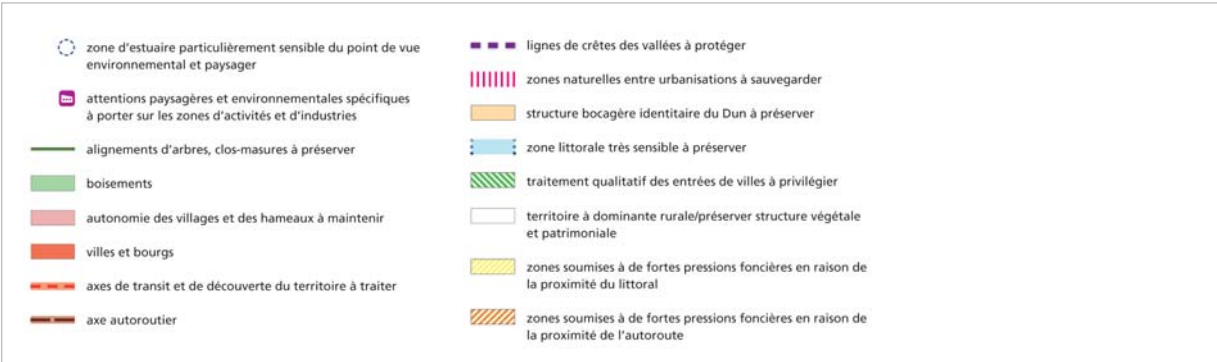 zone d'estuaire particulièrement sensible du point de vue
environnemental et paysager
attentions paysagères et environnementales spécifiques
à porter sur les zones d'activités et d'industries
alignements d'arbres, clos-masures à préserver
boisements
autonomie des villages et des hameaux à maintenir
villes et bourgs
axes de transit et de découverte du territoire à traiter
axe autoroutier
lignes de crêtes des vallées à protéger
zones naturelles entre urbanisations à sauvegarder
structure bocagère identitaire du Dun à préserver
zone littorale très sensible à préserver
traitement qualitatif des entrées de villes à privilégier
territoire à dominante rurale/préserver structure végétale
et patrimoniale
zones soumises à de fortes pressions foncières en raison de
la proximité du littoral
zones soumises à de fortes pressions foncières en raison de
la proximité de l'autoroute